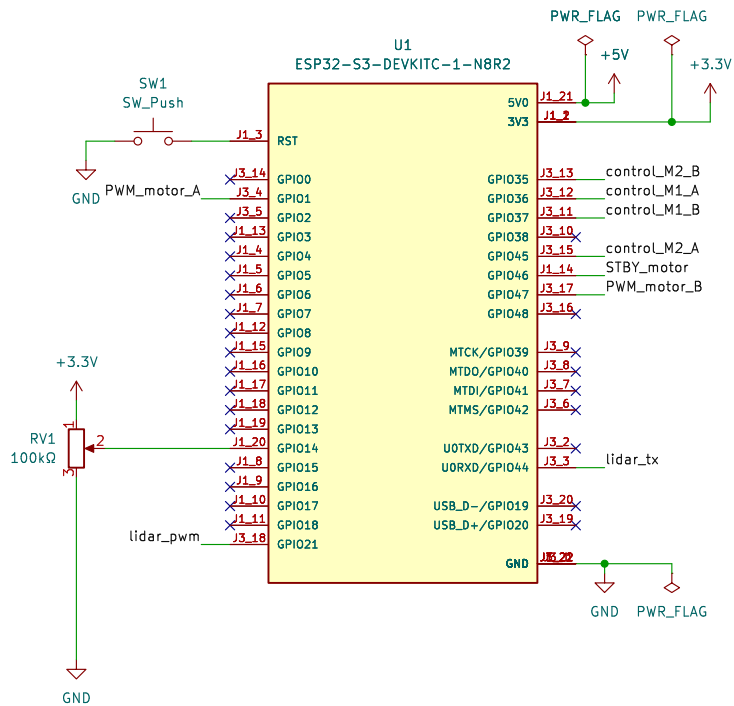 PWR_FLAG PWR_FLAG
+5V
+3.3V
U1
ESP32-S3-DEVKITC-1-N8R2
SW1
SW_Push
GND
J1_3 RST
J3_14 GPIO0
PWM_motor_A J3_4 GPIO1
J3_5 GPIO2
J1_13 GPIO3
J1_4 GPIO4
J1_5 GPIO5
J1_6 GPIO6
J1_7 GPIO7
J1_12 GPIO8
J1_15 GPIO9
J1_16 GPIO10
J1_17 GPIO11
J1_18 GPIO12
J1_19 GPIO13
J1_20 GPIO14
J1_8 GPIO15
J1_9 GPIO16
J1_10 GPIO17
J1_11 GPIO18
lidar_pwm J3_18 GPIO21
+3.3V
RV1
100kΩ
1
2
3
GND
5V0 J1_21
3V3
GPIO35 J3_13 control_M2_B
GPIO36 J3_12 control_M1_A
GPIO37 J3_11 control_M1_B
GPIO38 J3_10
GPIO45 J3_15 control_M2_A
GPIO46 J1_14 STBY_motor
GPIO47 J3_17 PWM_motor_B
GPIO48 J3_16
MTCK/GPIO39 J3_9
MTDO/GPIO40 J3_8
MTDI/GPIO41 J3_7
MTMS/GPIO42 J3_6
U0TXD/GPIO43 J3_2
U0RXD/GPIO44 J3_3 lidar_tx
USB_D-/GPIO19 J3_20
USB_D+/GPIO20 J3_19
GND
GND PWR_FLAG